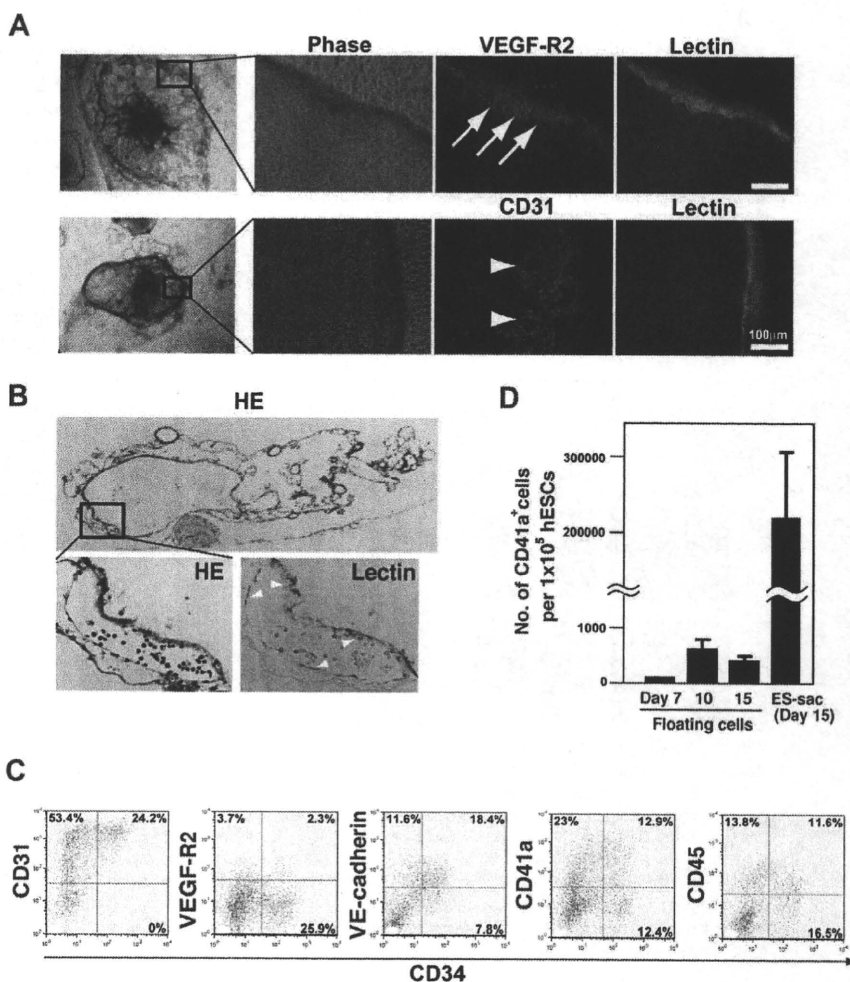 A
Phase VEGF-R2 Lectin
CD31 Lectin
100μm
B
HE
HE Lectin
D
No. of CD41a⁺cells
per 1x10⁵ hESCs
300000
200000
1000
0
Day 7 10 15 ES-sac
(Day 15)
Floating cells
C
53.4% 24.2%
0%
CD31
3.7% 2.3%
25.9%
VEGF-R2
11.6% 18.4%
7.8%
VE-cadherin
23% 12.9%
12.4%
CD41a
13.8% 11.6%
16.5%
CD45
CD34